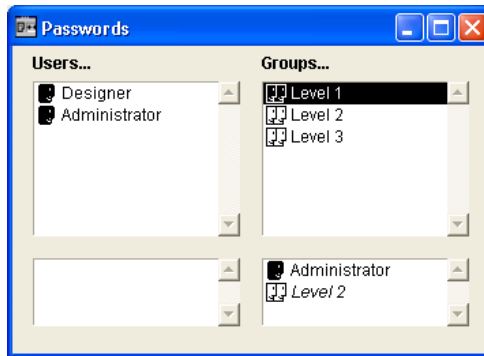 Passwords
Users...
Groups...
Designer
Administrator
Level 1
Level 2
Level 3
Administrator
Level 2